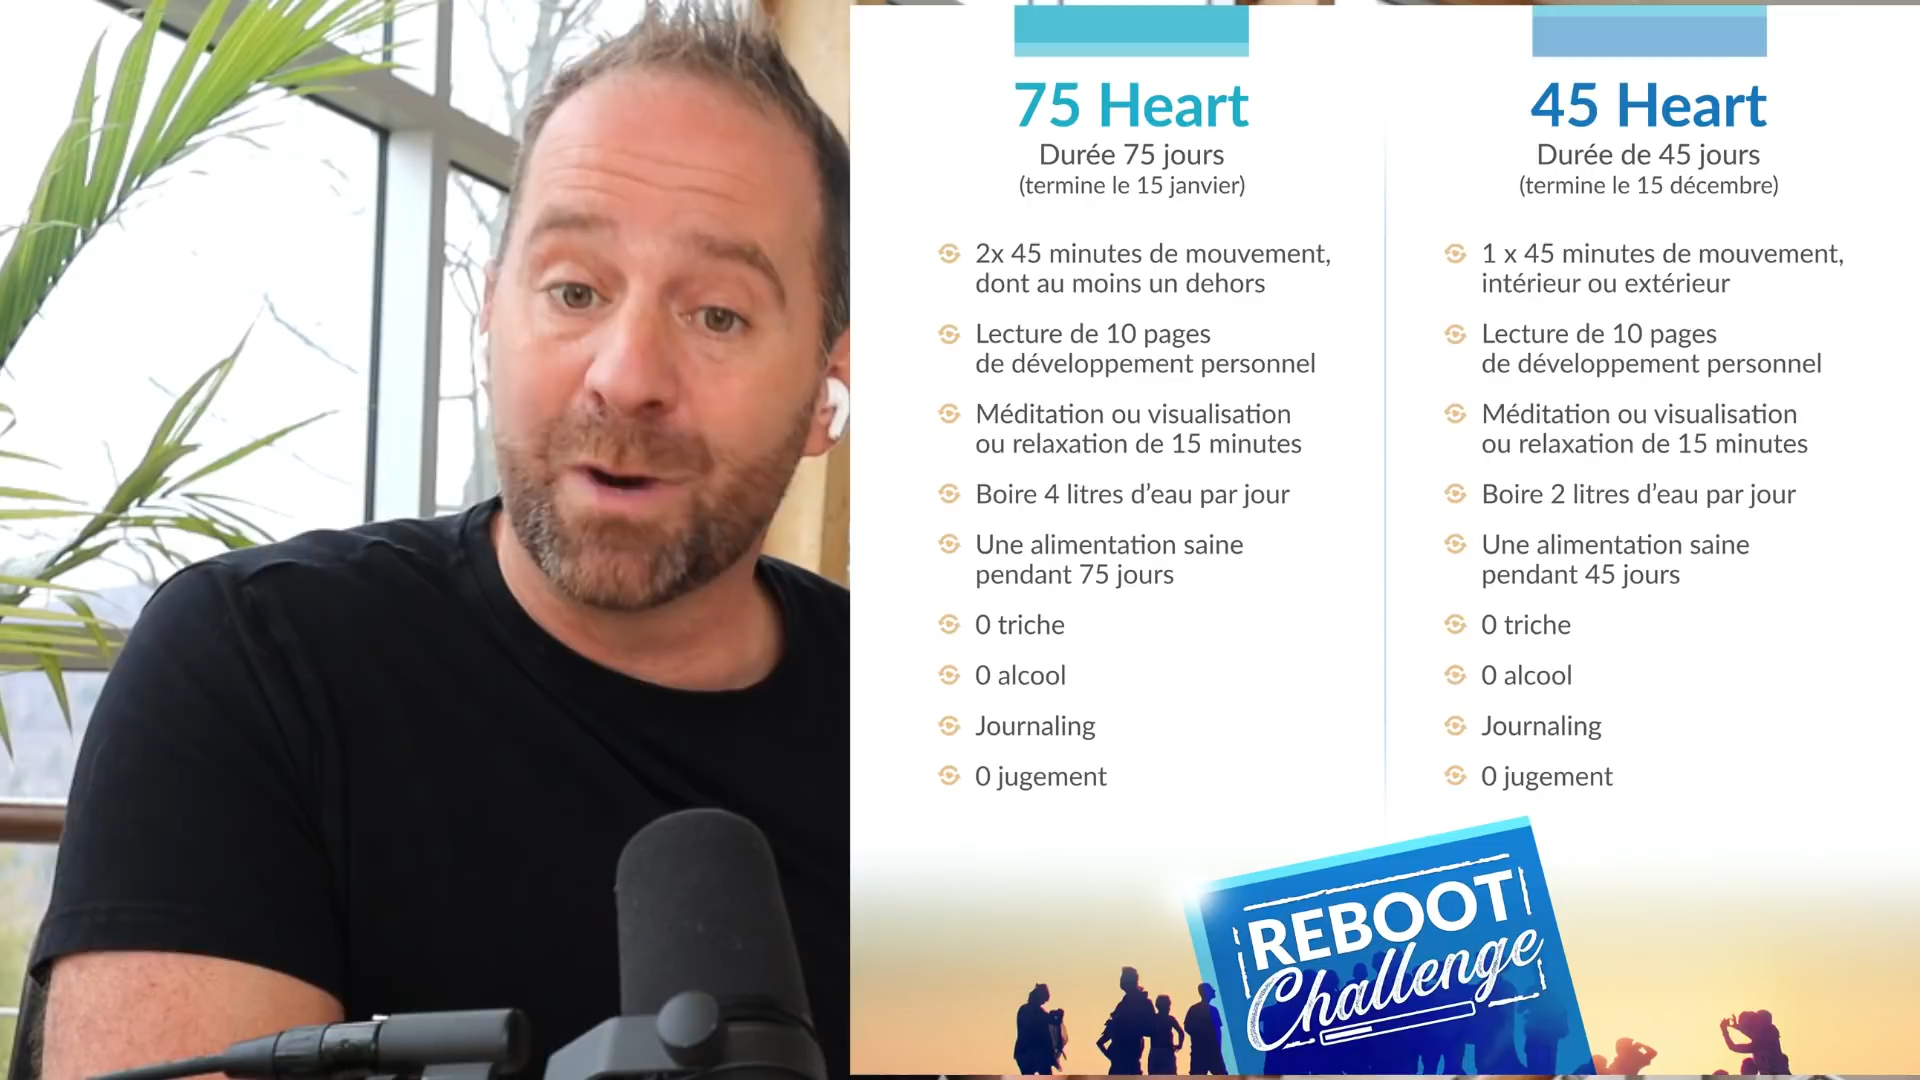 75 Heart
Durée 75 jours
(termine le 15 janvier)
2x 45 minutes de mouvement,
dont au moins un dehors
Lecture de 10 pages
de développement personnel
Méditation ou visualisation
ou relaxation de 15 minutes
Boire 4 litres d’eau par jour
Une alimentation saine
pendant 75 jours
0 triche
0 alcool
Journaling
0 jugement
45 Heart
Durée de 45 jours
(termine le 15 décembre)
1 x 45 minutes de mouvement,
intérieur ou extérieur
Lecture de 10 pages
de développement personnel
Méditation ou visualisation
ou relaxation de 15 minutes
Boire 2 litres d’eau par jour
Une alimentation saine
pendant 45 jours
0 triche
0 alcool
Journaling
0 jugement
REBOOT
Challenge